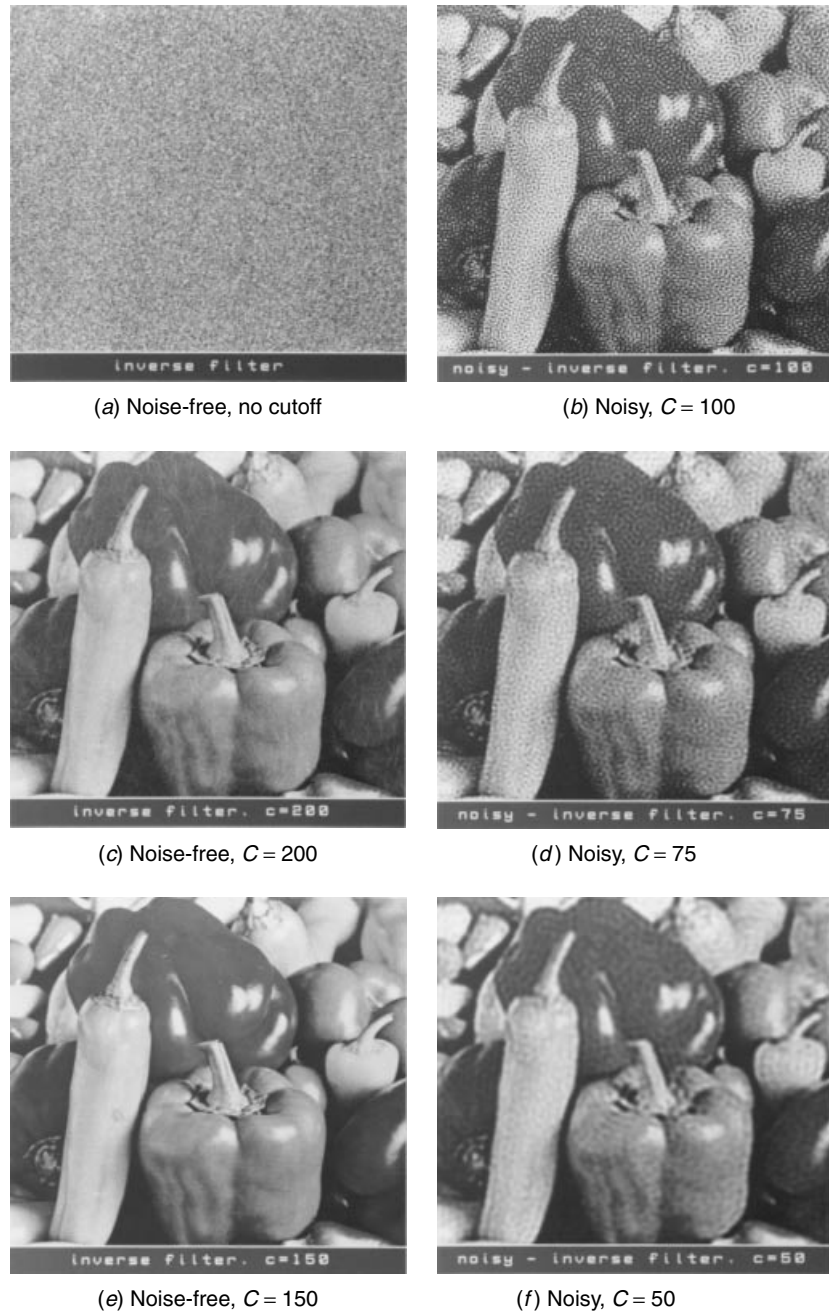 inverse filter
noisy - inverse filter. c=100
(a) Noise-free, no cutoff
(b) Noisy, C = 100
inverse filter. c=200
noisy - inverse filter. c=75
(c) Noise-free, C = 200
(d) Noisy, C = 75
inverse filter. c=150
noisy - inverse filter. c=50
(e) Noise-free, C = 150
(f) Noisy, C = 50